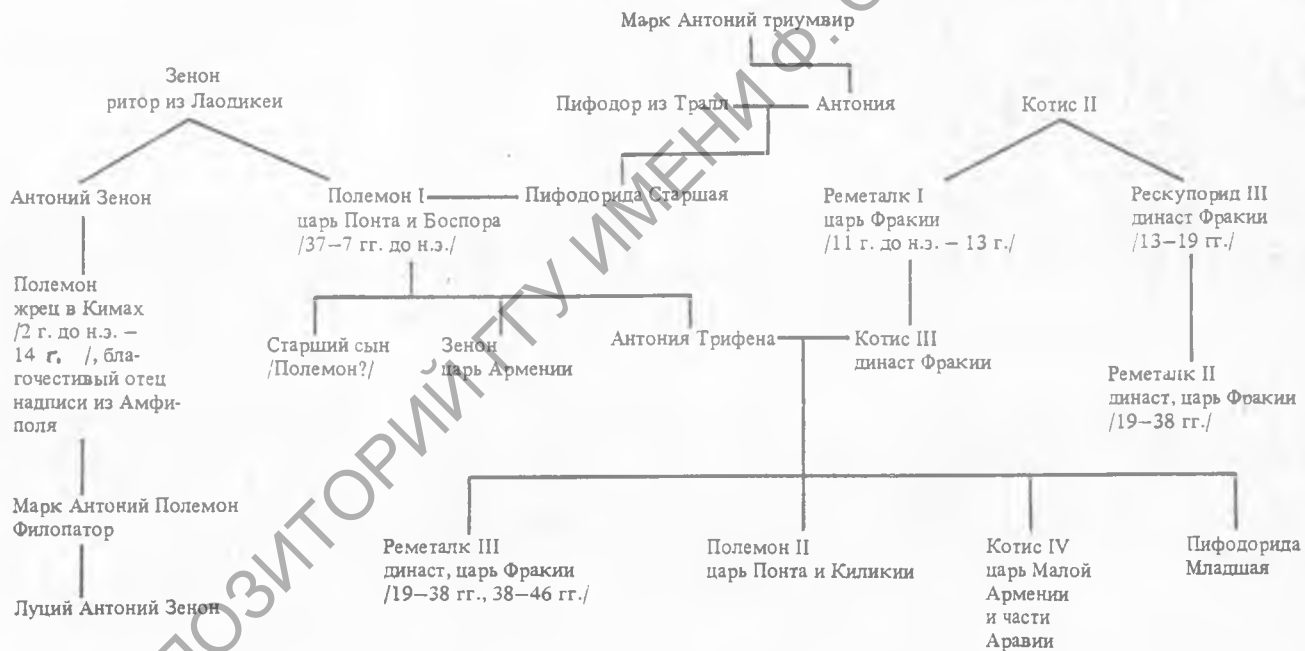 Марк Антоний триумвир
Зенон
ритор из Лаодикеи
Пифодор из Тралл
Антония
Котис II
Антоний Зенон
Полемон I
царь Понта и Боспора
/37–7 гг. до н.э./
Пифодорида Старшая
Реметалк I
царь Фракии
/11 г. до н.э. – 13 г./
Рескупорид III
династ Фракии
/13–19 гг./
Полемон
жрец в Кимах
/2 г. до н.э. –
14 г. /, бла-
гочестивый отец
надписи из Амфи-
поля
Старший сын
/Полемон?/
Зенон
царь Армении
Антония Трифена
Котис III
династ Фракии
Реметалк II
династ, царь Фракии
/19–38 гг./
Марк Антоний Полемон
Филопатор
Луций Антоний Зенон
Реметалк III
династ, царь Фракии
/19–38 гг., 38–46 гг./
Полемон II
царь Понта и Киликии
Котис IV
царь Малой
Армении
и части
Аравии
Пифодорида
Младшая
ПОЗИТОРИЙ ГГУ ИМЕНИ Ф.